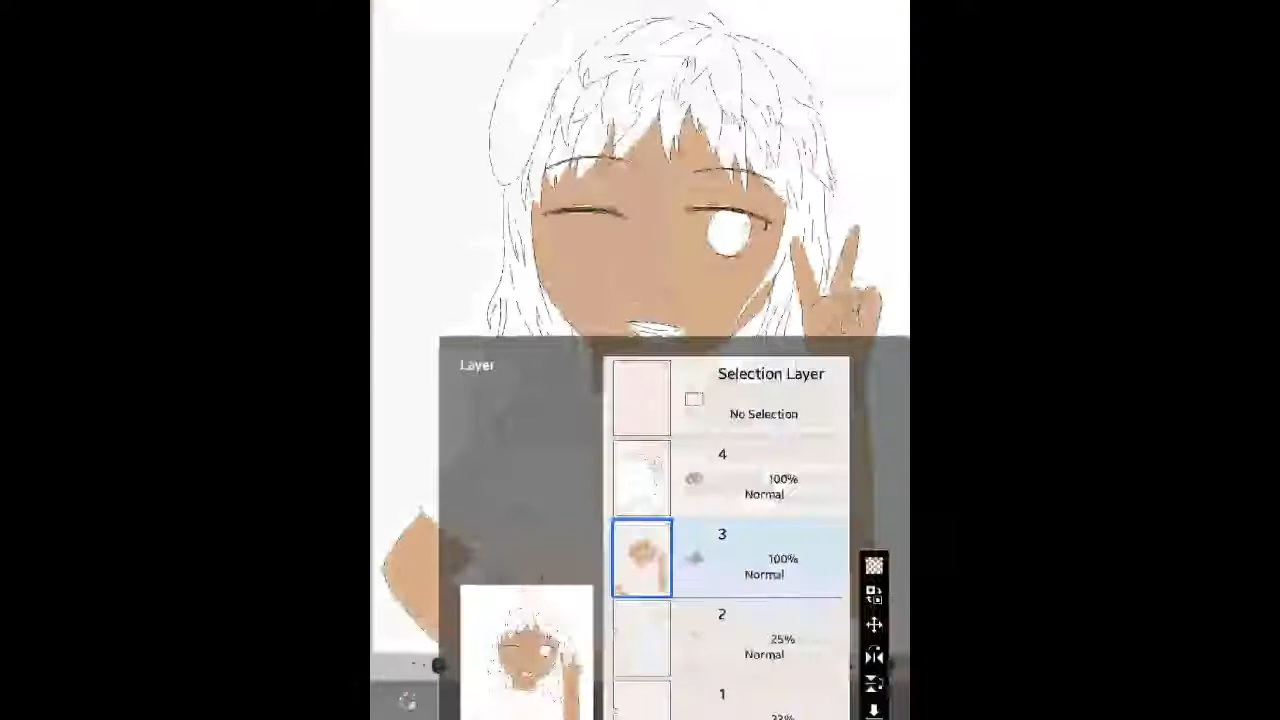 Layer
Selection Layer
No Selection
4
100%
Normal
3
100%
Normal
2
25%
Normal
1